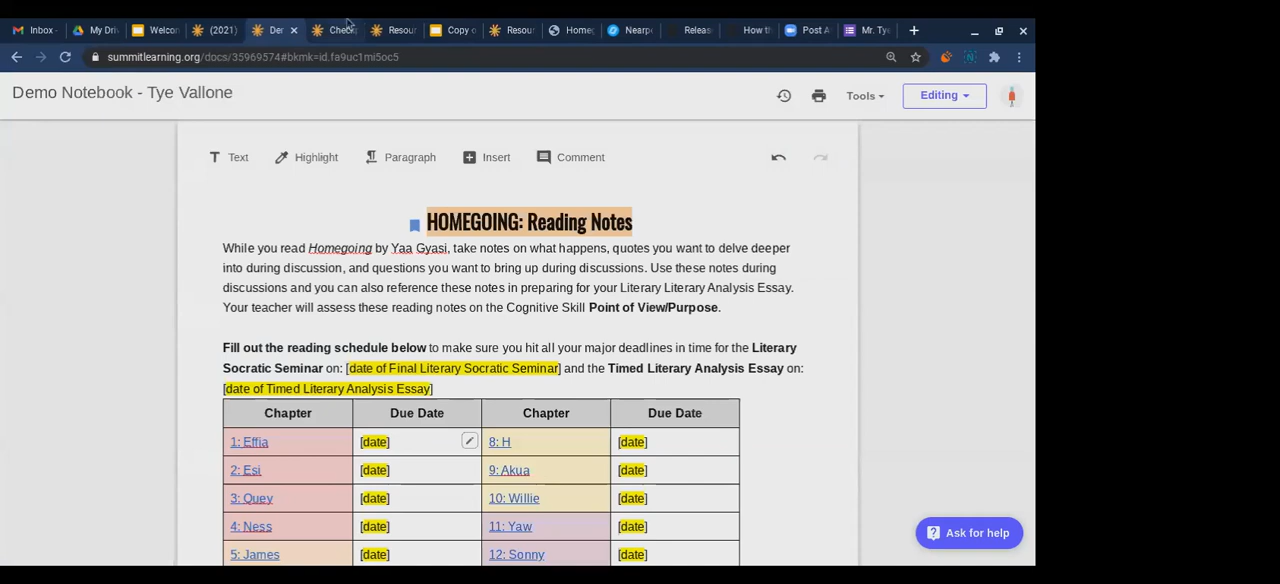 Inbox - My Driv Welcon (2021) Der Check Resour Copy o Resou Homeg Nearpo Releas How th Post A Mr. Tye
summitlearning.org/docs/35969574#bkmk=id.fa9uc1mi5oc5
Demo Notebook - Tye Vallone
Tools
Editing
Text Highlight Paragraph Insert Comment
HOMEGOING: Reading Notes
While you read Homegoing by Yaa Gyasi, take notes on what happens, quotes you want to delve deeper
into during discussion, and questions you want to bring up during discussions. Use these notes during
discussions and you can also reference these notes in preparing for your Literary Literary Analysis Essay.
Your teacher will assess these reading notes on the Cognitive Skill Point of View/Purpose.
Fill out the reading schedule below to make sure you hit all your major deadlines in time for the Literary
Socratic Seminar on: [date of Final Literary Socratic Seminar] and the Timed Literary Analysis Essay on:
[date of Timed Literary Analysis Essay]
Chapter Due Date Chapter Due Date
1: Effia [date] 8: H [date]
2: Esi [date] 9: Akua [date]
3: Quey [date] 10: Willie [date]
4: Ness [date] 11: Yaw [date]
5: James [date] 12: Sonny [date]
Ask for help